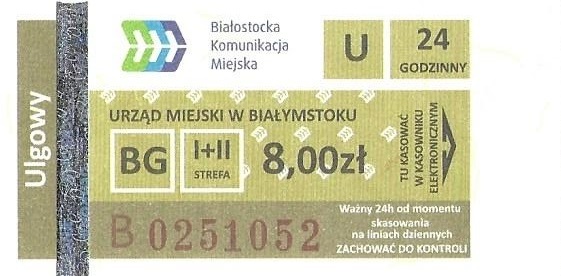 Ulgowy
Białostocka
Komunikacja
Miejska
U
24
GODZINNY
URZĄD MIEJSKI W BIAŁYMSTOKU
BG
I+II
STREFA
8,00zł
TU KASOWAĆ
W KASOWNIKU
ELEKTRONICZNYM
B 0251052
Ważny 24h od momentu
skasowania
na liniach dziennych
ZACHOWAĆ DO KONTROLI